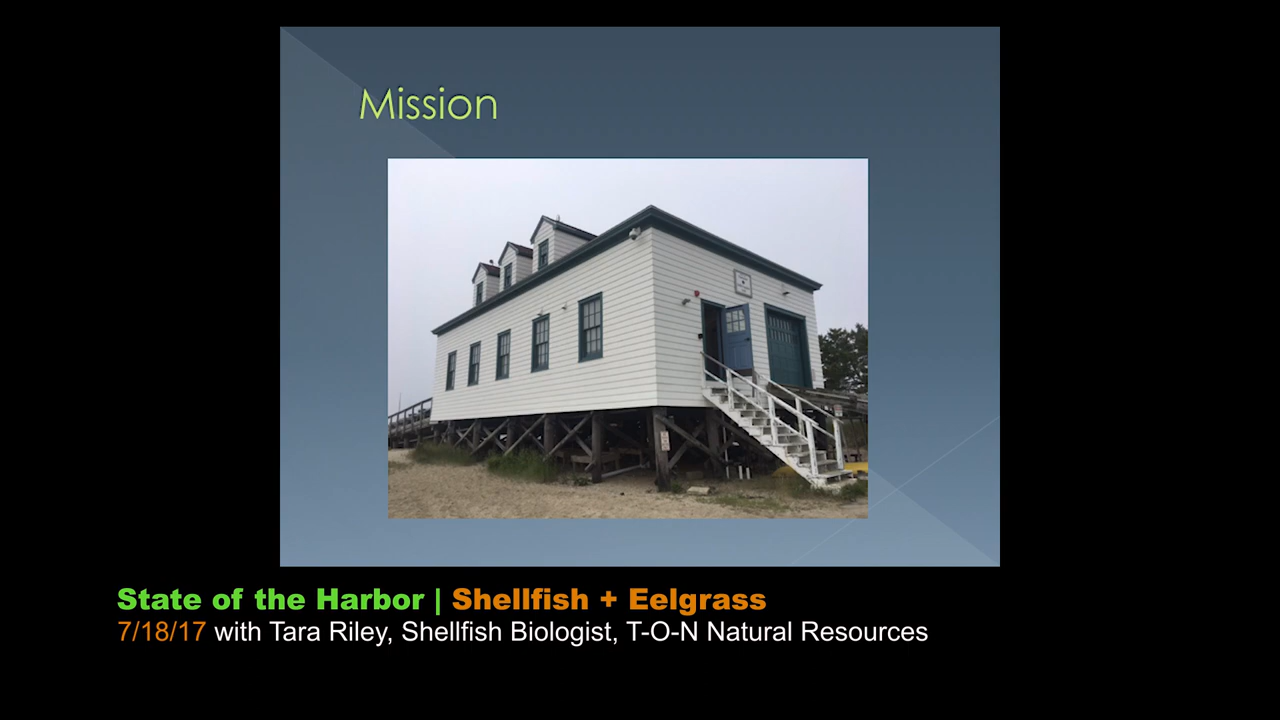 Mission
State of the Harbor | Shellfish + Eelgrass
7/18/17 with Tara Riley, Shellfish Biologist, T-O-N Natural Resources